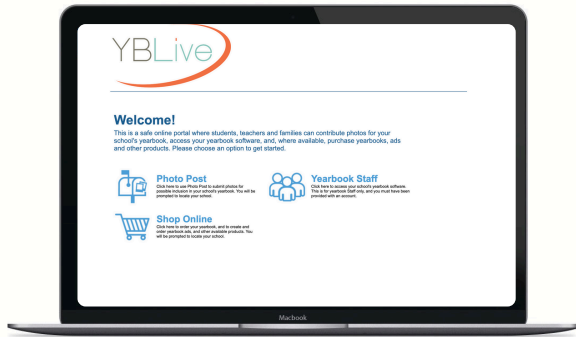 YBLive
Welcome!
This is a safe online portal where students, teachers and families can contribute photos for your
school's yearbook, access your yearbook software, and, where available, purchase yearbooks, ads
and other products. Please choose an option to get started.
Photo Post
Click here to use Photo Post to submit photos for
possible inclusion in your school's yearbook. You will be
prompted to locate your school.
Yearbook Staff
Click here to access your school's yearbook software.
This is for yearbook Staff only, and you must have been
provided with an account.
Shop Online
Click here to order your yearbook, and to create and
order yearbook ads, and other available products. You
will be prompted to locate your school.
Macbook